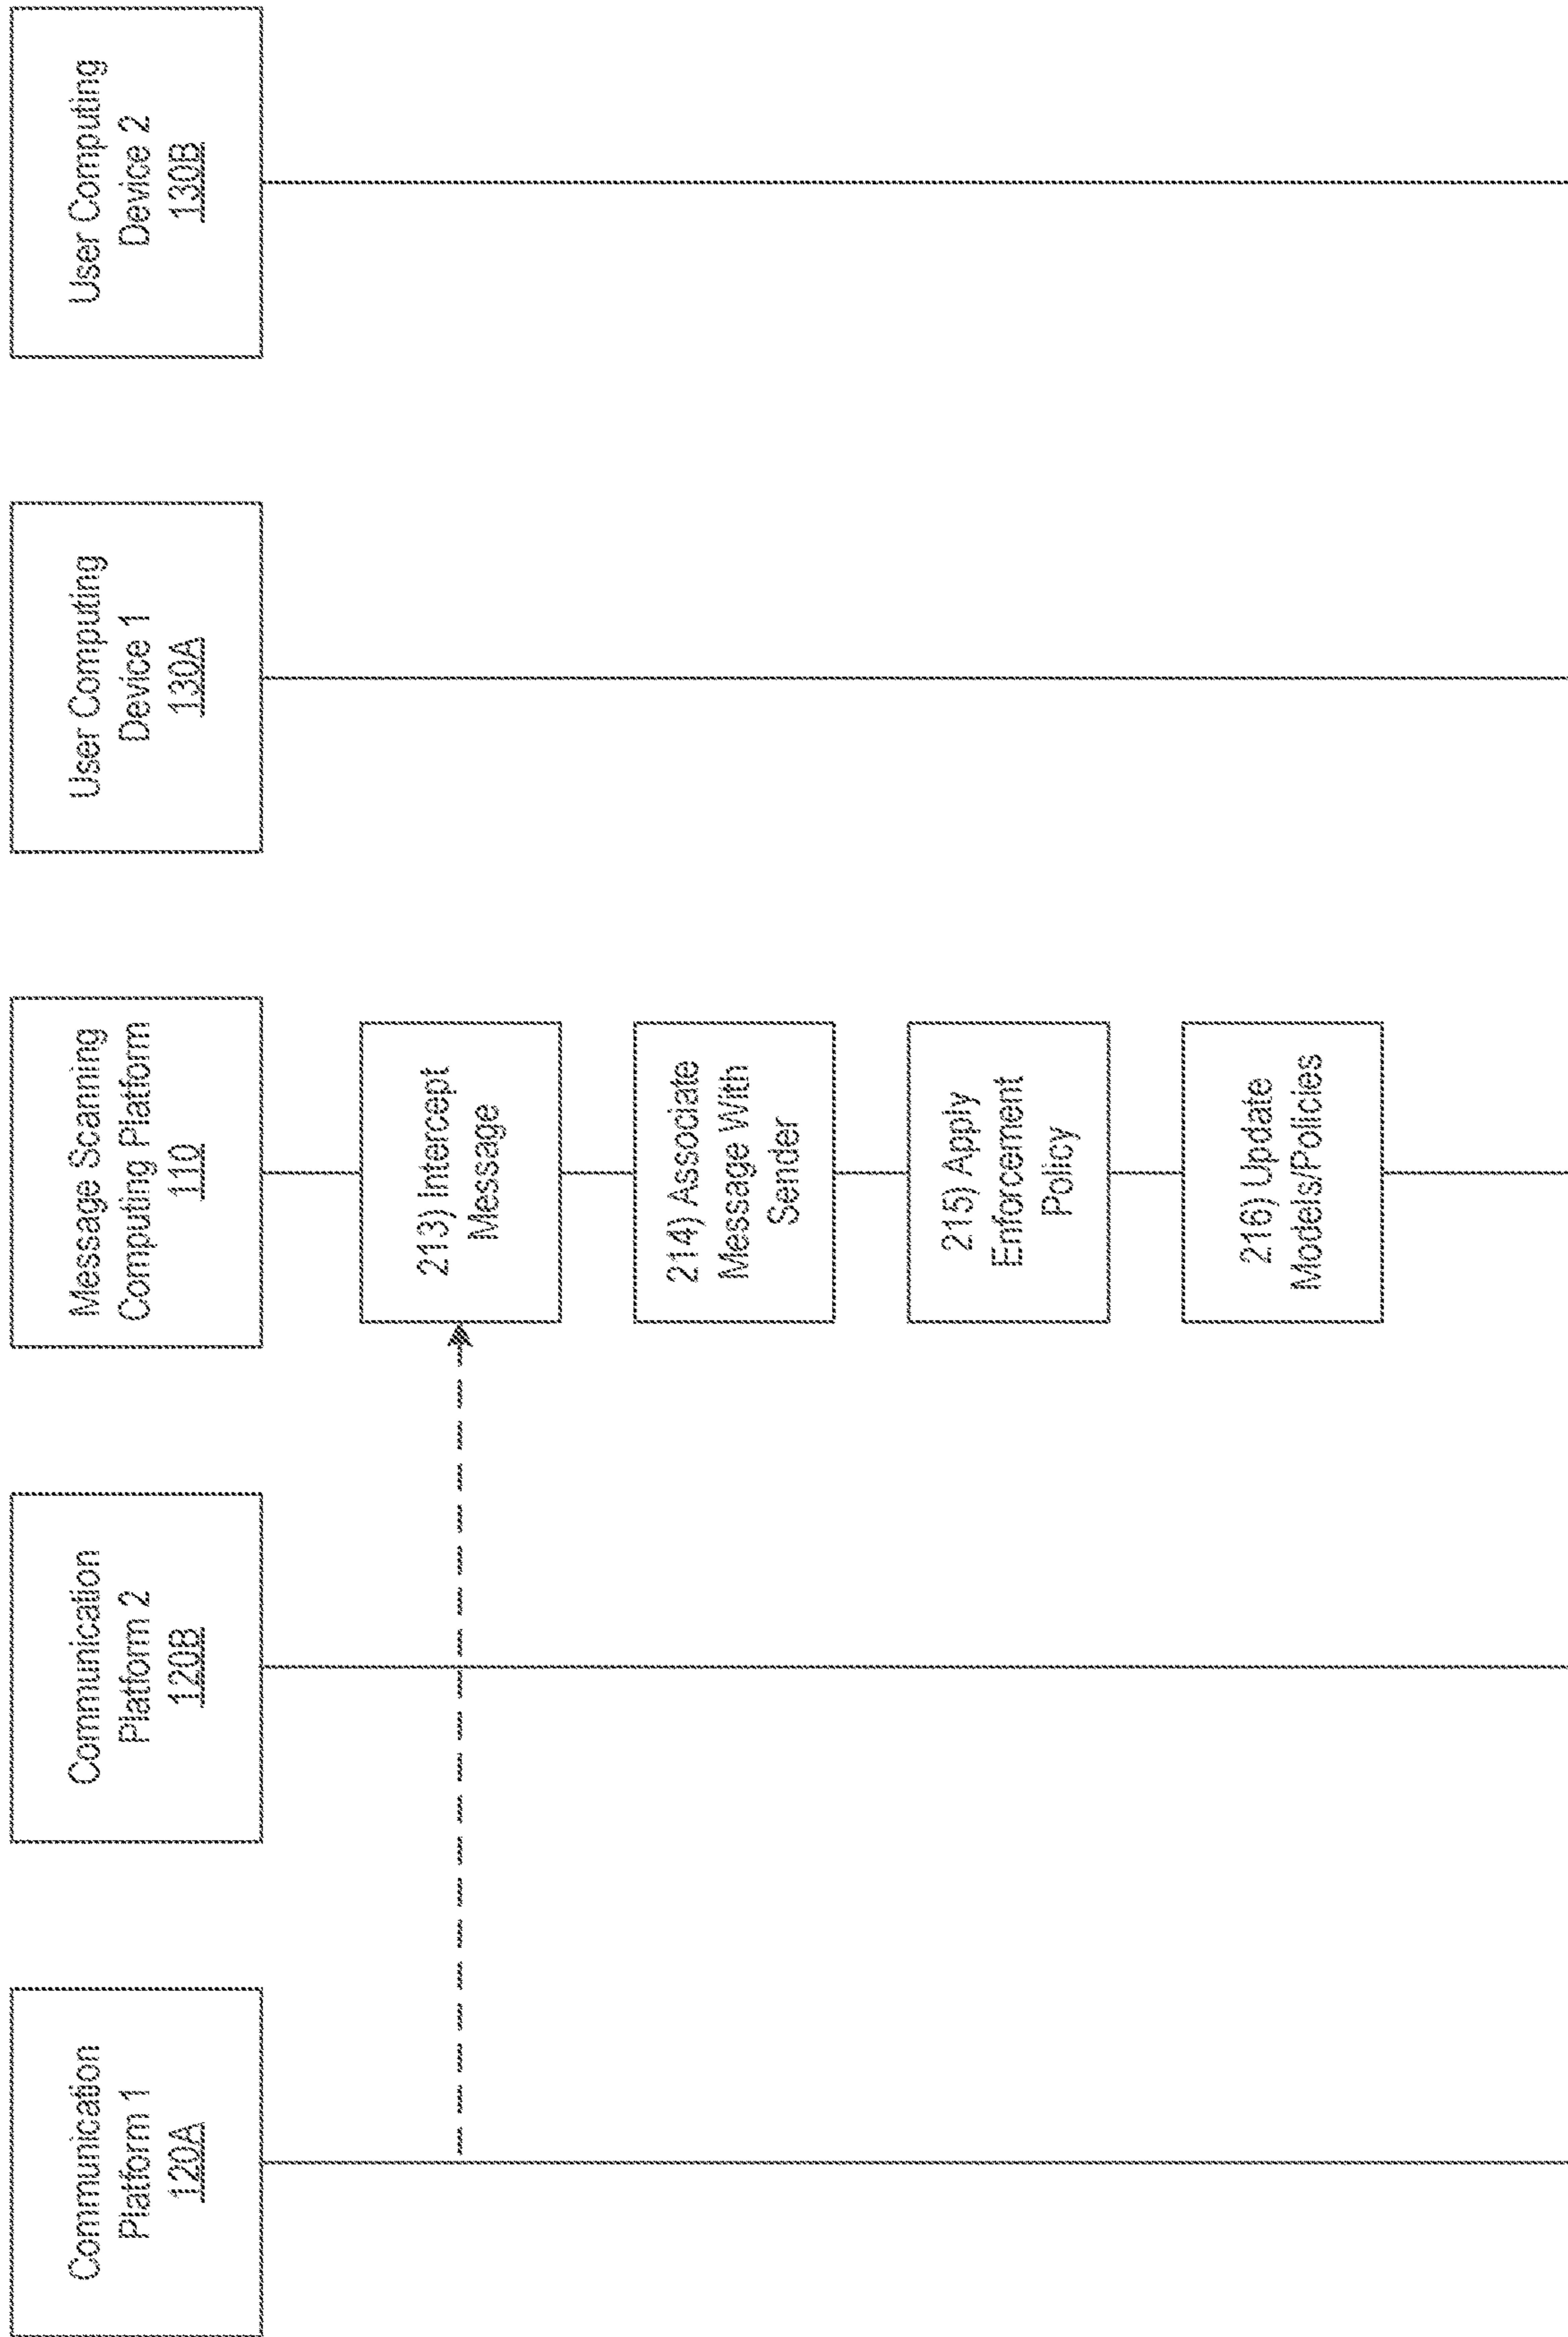 Communication
Platform 1
120A
Communication
Platform 2
120B
Message Scanning
Computing Platform
110
User Computing
Device 1
130A
User Computing
Device 2
130B
213) Intercept
Message
214) Associate
Message With
Sender
215) Apply
Enforcement
Policy
216) Update
Models/Policies